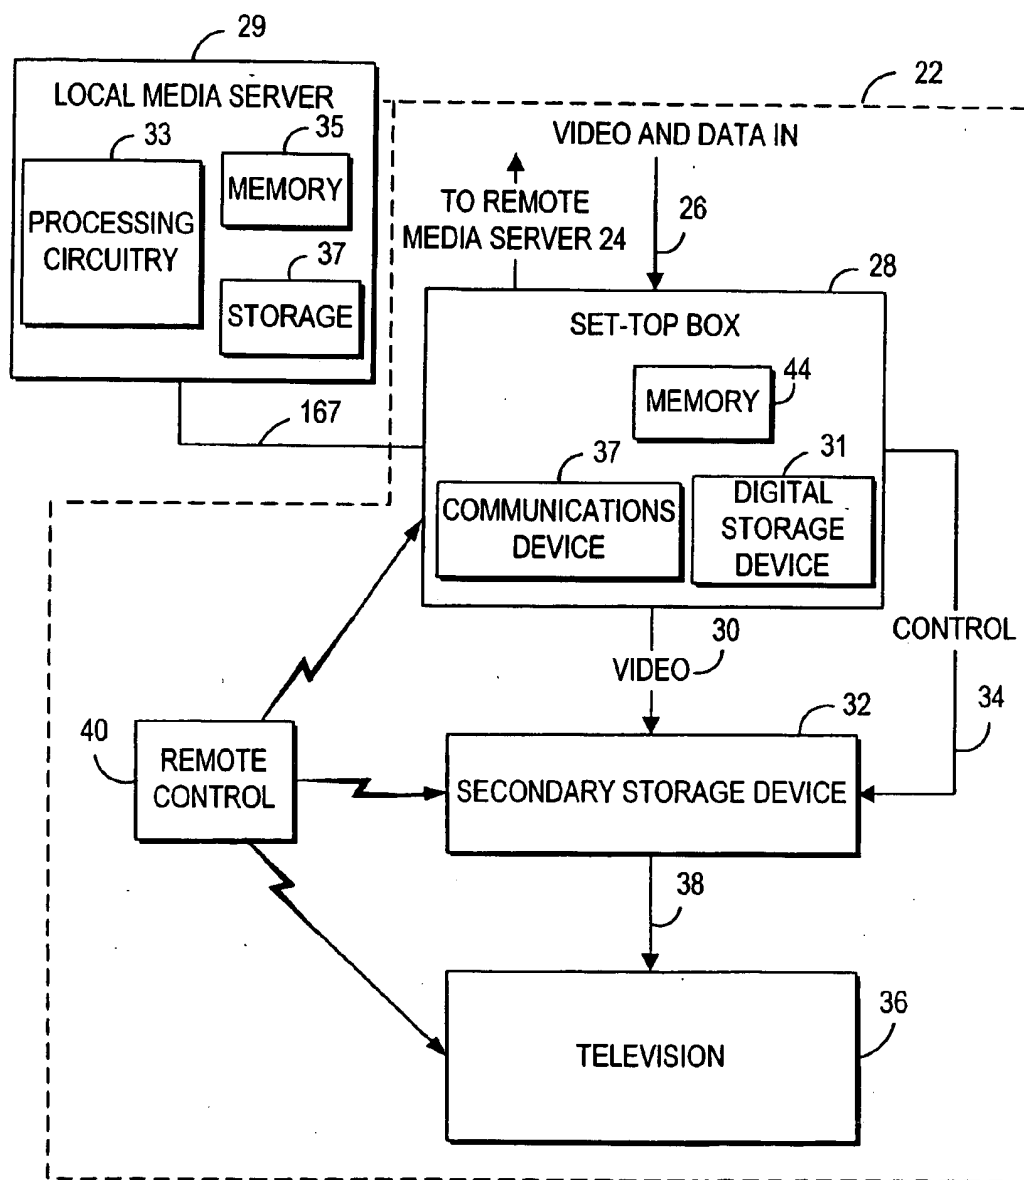 29
LOCAL MEDIA SERVER
33
PROCESSING
CIRCUITRY
35
MEMORY
37
STORAGE
167
22
VIDEO AND DATA IN
TO REMOTE
MEDIA SERVER 24
26
28
SET-TOP BOX
44
MEMORY
37
COMMUNICATIONS
DEVICE
31
DIGITAL
STORAGE
DEVICE
CONTROL
34
VIDEO
30
40
REMOTE
CONTROL
32
SECONDARY STORAGE DEVICE
38
36
TELEVISION